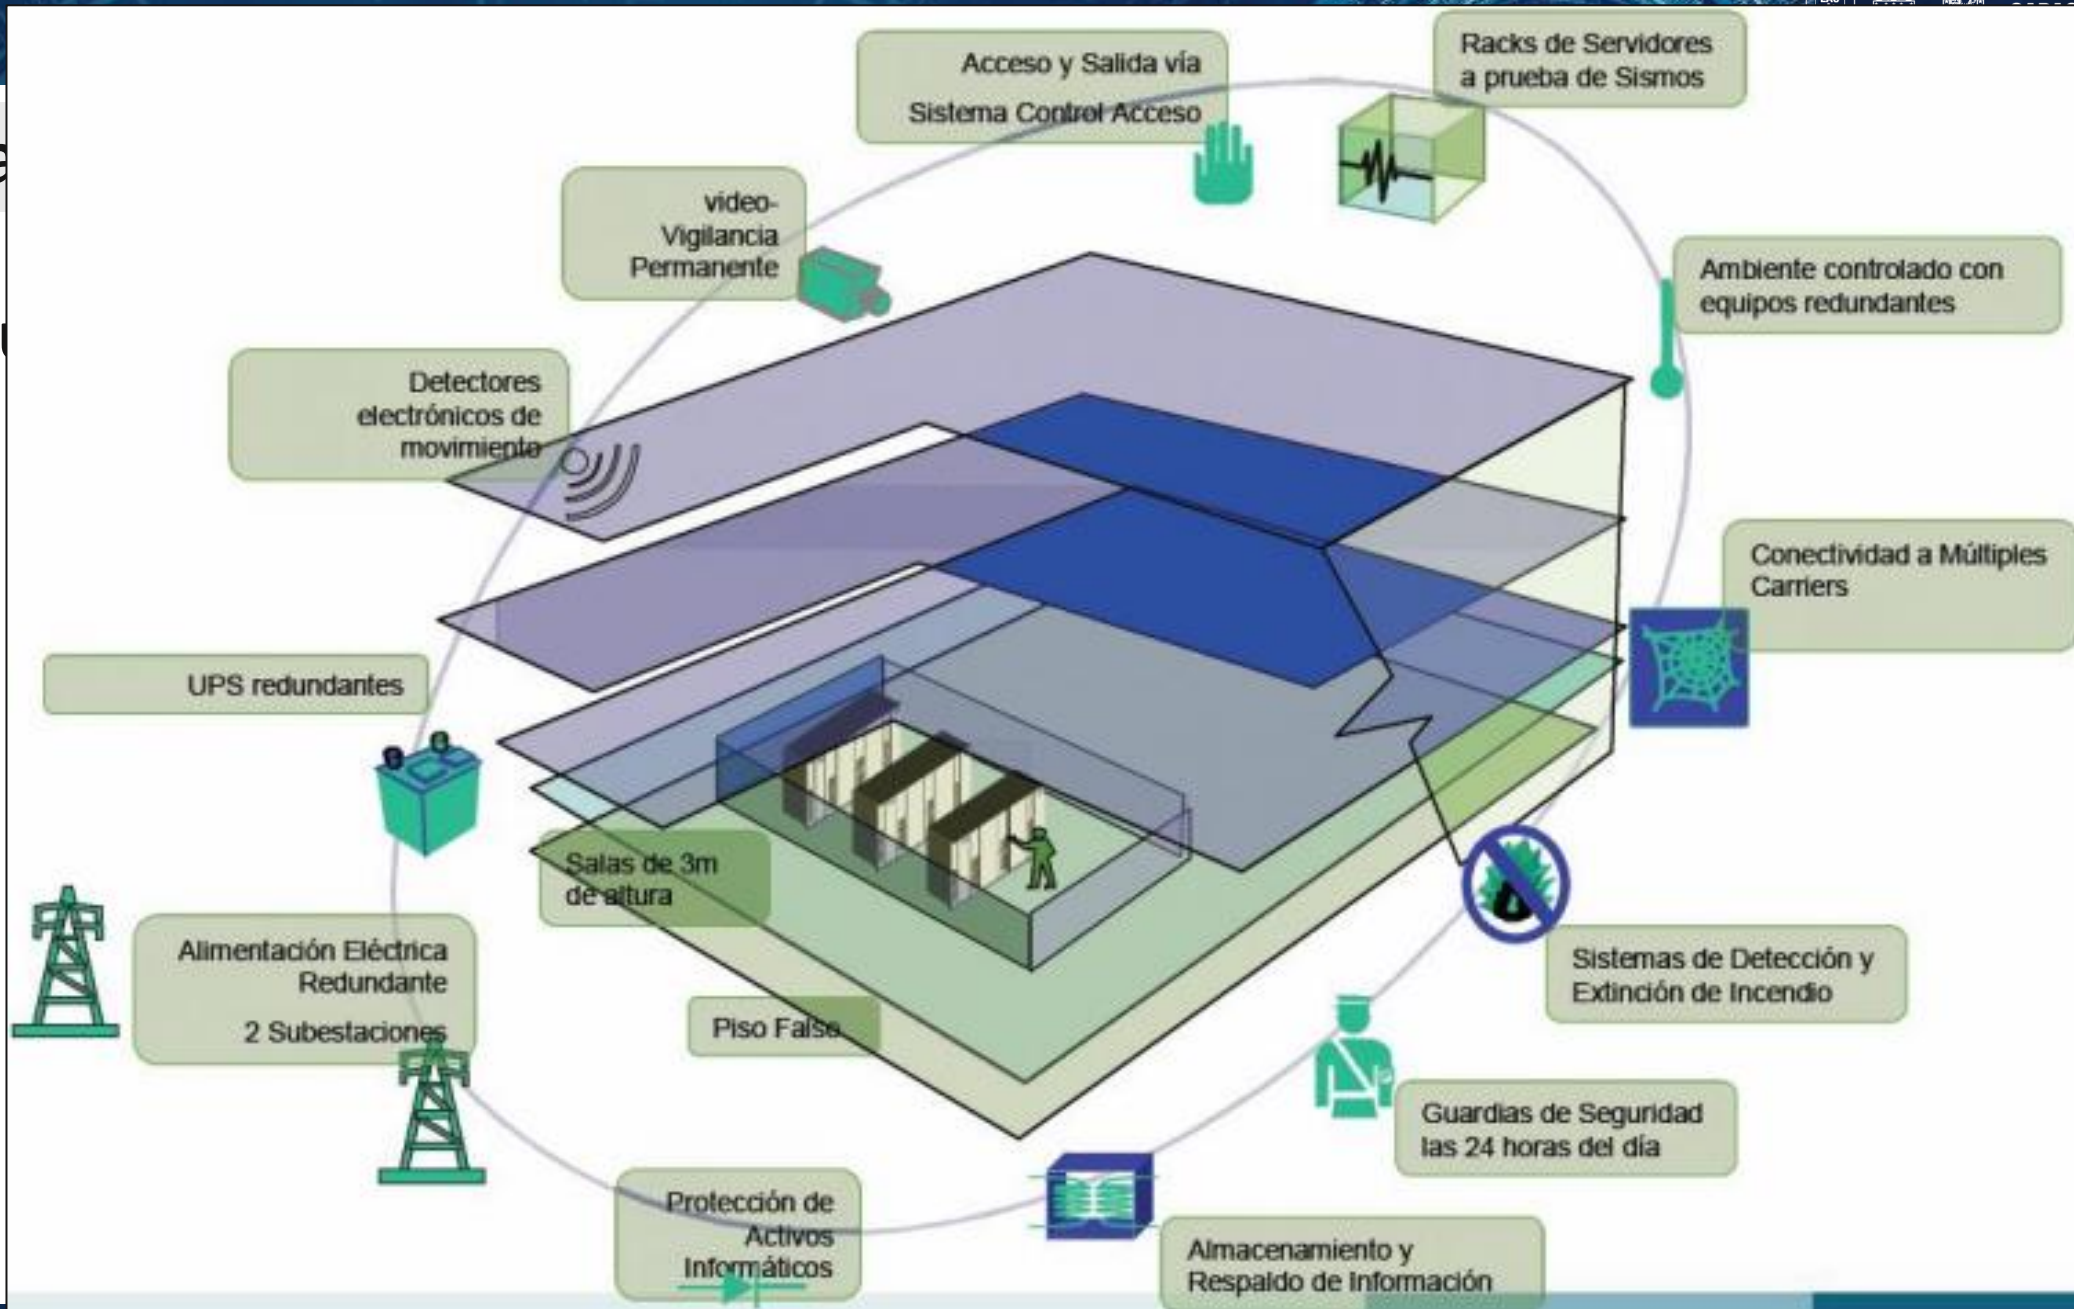 Acceso y Salida vía
Sistema Control Acceso
Racks de Servidores
a prueba de Sismos
video-
Vigilancia
Permanente
Ambiente controlado con
equipos redundantes
Detectores
electrónicos de
movimiento
Conectividad a Múltiples
Carriers
UPS redundantes
Salas de 3m
de altura
Alimentación Eléctrica
Redundante
2 Subestaciones
Piso Falso
Sistemas de Detección y
Extinción de Incendio
Guardias de Seguridad
las 24 horas del día
Protección de
Activos
Informáticos
Almacenamiento y
Respaldo de Información